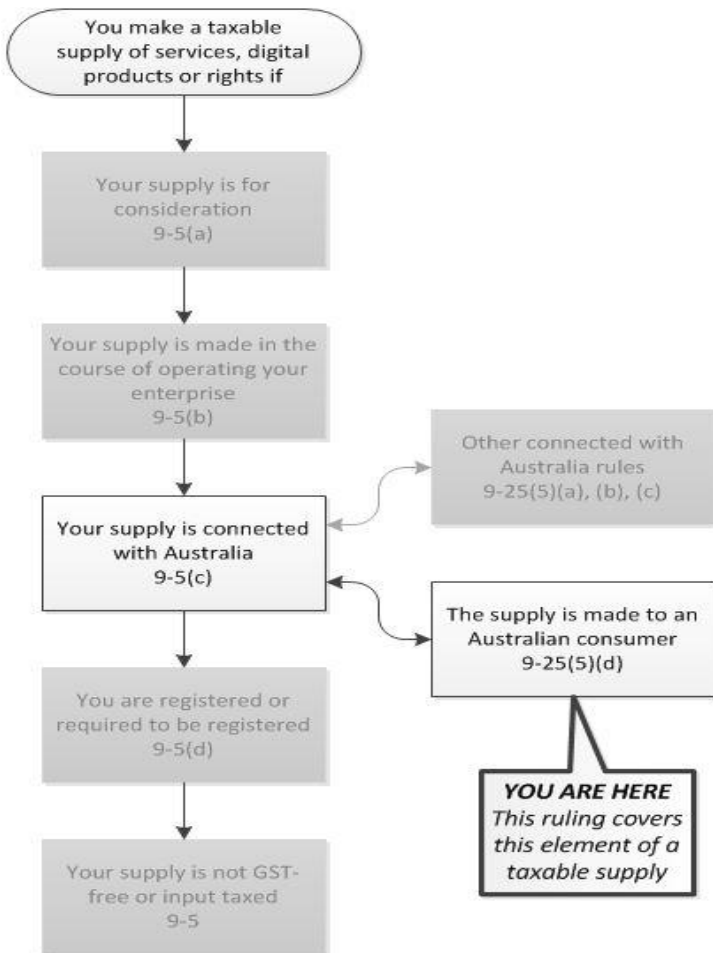 You make a taxable
supply of services, digital
products or rights if
Your supply is for
consideration
9-5(a)
Your supply is made in the
course of operating your
enterprise
9-5(b)
Other connected with
Australia rules
9-25(5)(a), (b), (c)
Your supply is connected
with Australia
9-5(c)
The supply is made to an
Australian consumer
9-25(5)(d)
You are registered or
required to be registered
9-5(d)
YOU ARE HERE
This ruling covers
this element of a
taxable supply
Your supply is not GST-
free or input taxed
9-5